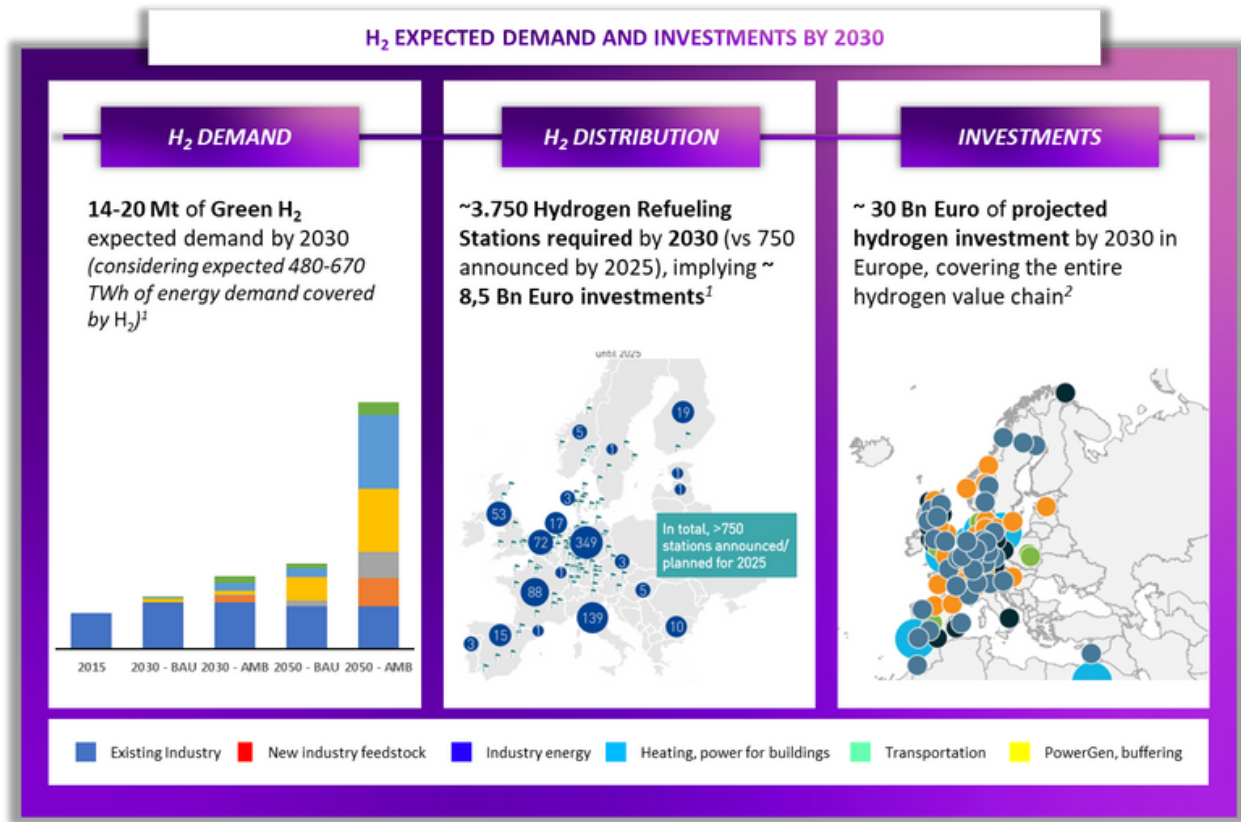 H₂ EXPECTED DEMAND AND INVESTMENTS BY 2030
H₂ DEMAND
14-20 Mt of Green H₂
expected demand by 2030
(considering expected 480-670
TWh of energy demand covered
by H₂)¹
2015
2030 - BAU
2030 - AMB
2050 - BAU
2050 - AMB
H₂ DISTRIBUTION
~3.750 Hydrogen Refueling
Stations required by 2030 (vs 750
announced by 2025), implying ~
8,5 Bn Euro investments¹
until 2025
19
5
1
1
1
3
53
17
72
349
In total, >750
stations announced/
planned for 2025
3
1
88
5
139
10
1
15
3
INVESTMENTS
~ 30 Bn Euro of projected
hydrogen investment by 2030 in
Europe, covering the entire
hydrogen value chain²
Existing Industry
New industry feedstock
Industry energy
Heating, power for buildings
Transportation
PowerGen, buffering